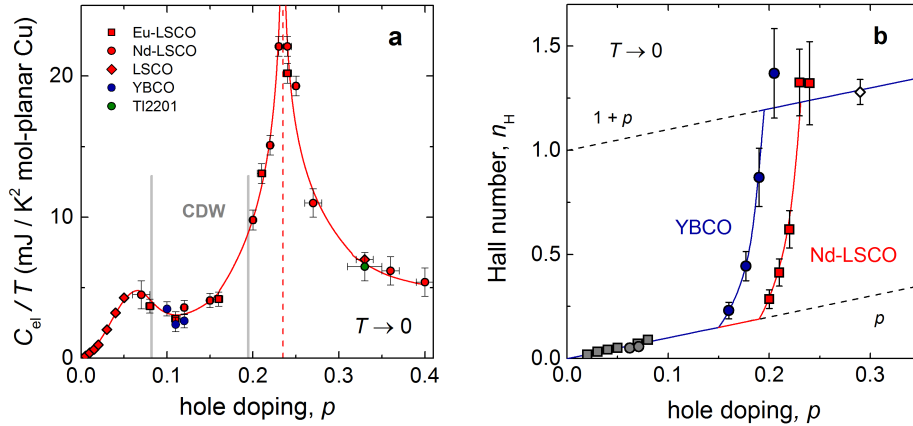 a
Eu-LSCO
Nd-LSCO
LSCO
YBCO
Tl2201
CDW
T → 0
20
10
0
0.0 0.1 0.2 0.3 0.4
hole doping, p
C_el / T (mJ / K² mol-planar Cu)
b
T → 0
1 + p
YBCO
Nd-LSCO
p
1.5
1.0
0.5
0.0
0.0 0.1 0.2 0.3
hole doping, p
Hall number, n_H